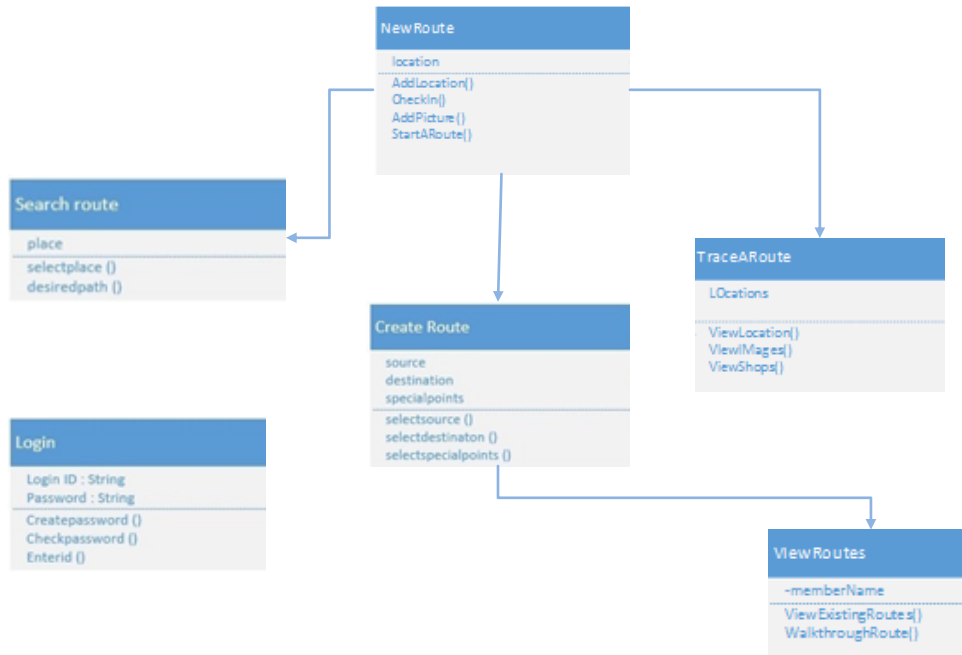 NewRoute
location
AddLocation()
CheckIn()
AddPicture()
StartARoute()
Search route
place
selectplace ()
desiredpath ()
TraceARoute
LOcations
ViewLocation()
ViewIMages()
ViewShops()
Create Route
source
destination
specialpoints
selectsource ()
selectdestinaton ()
selectspecialpoints ()
Login
Login ID : String
Password : String
Createpassword ()
Checkpassword ()
Enterid ()
ViewRoutes
-memberName
ViewExistingRoutes()
WalkthroughRoute()